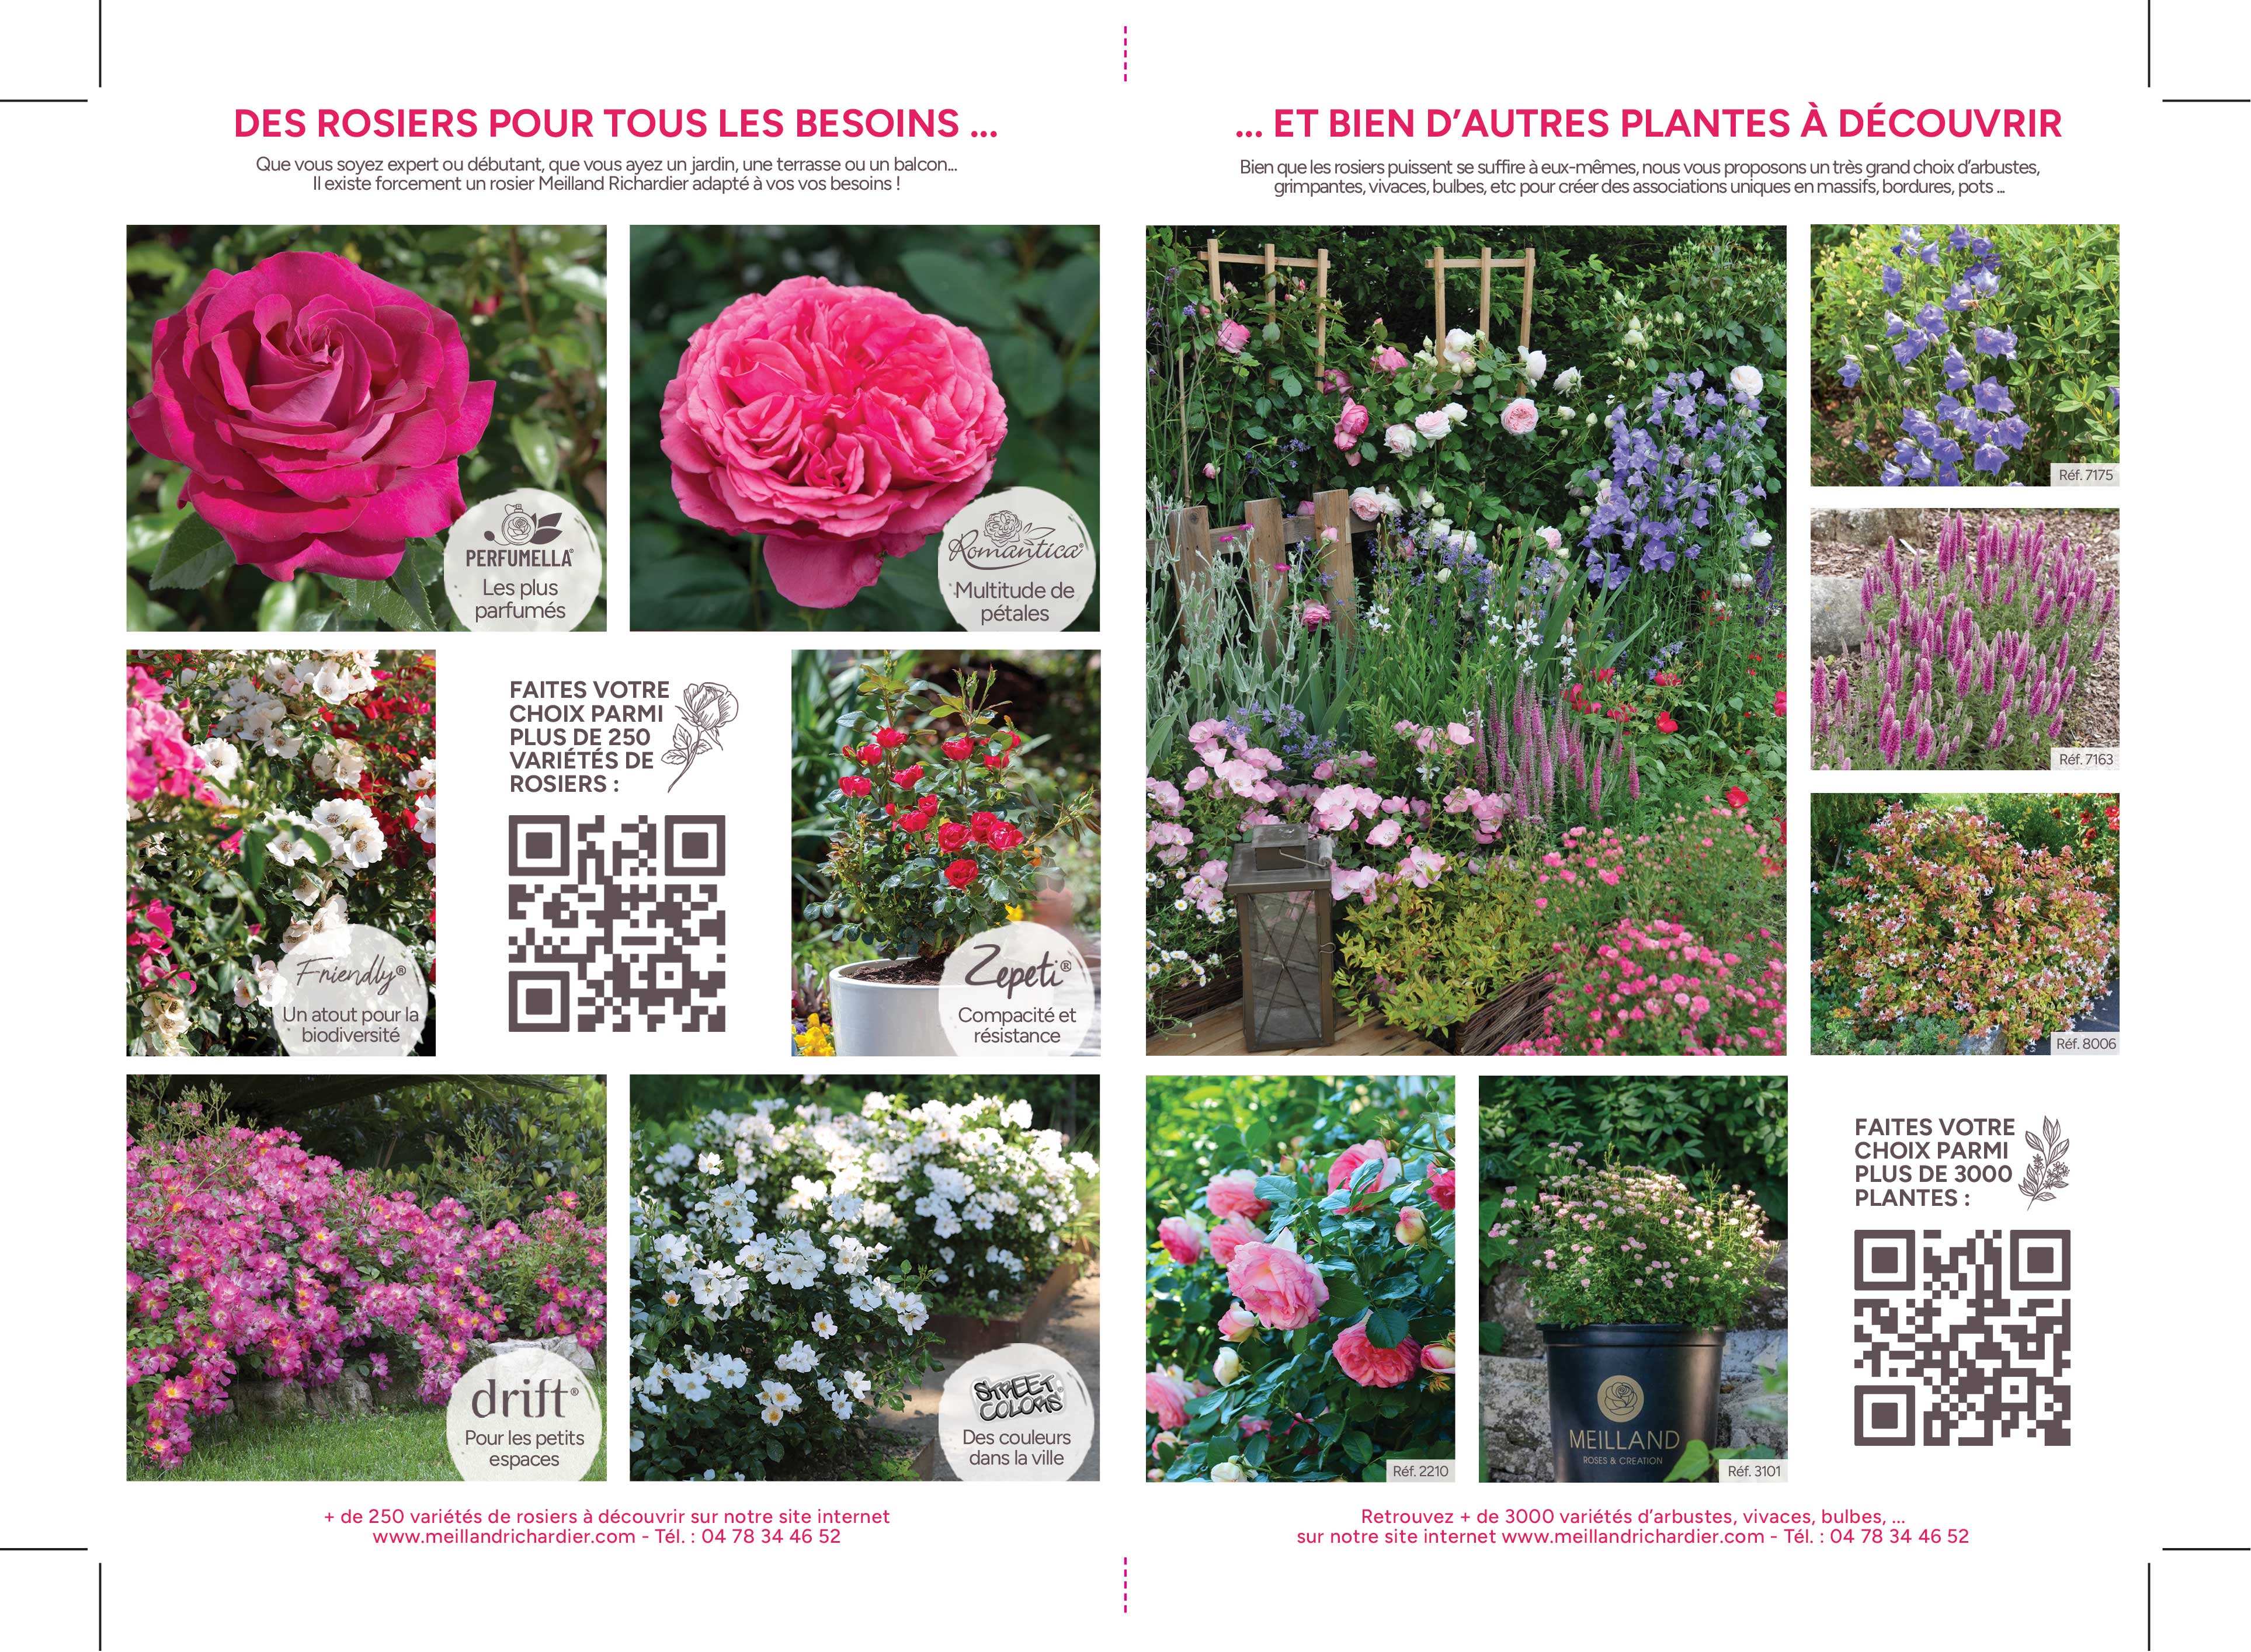 DES ROSIERS POUR TOUS LES BESOINS ...
Que vous soyez expert ou débutant, que vous ayez un jardin, une terrasse ou un balcon...
Il existe forcement un rosier Meilland Richardier adapté à vos vos besoins !
PERFUMELLA®
Les plus
parfumés
Romantica®
Multitude de
pétales
Friendly®
Un atout pour la
biodiversité
FAITES VOTRE
CHOIX PARMI
PLUS DE 250
VARIÉTÉS DE
ROSIERS :
Zepeti®
Compacité et
résistance
drift®
Pour les petits
espaces
STREET
COLORS®
Des couleurs
dans la ville
+ de 250 variétés de rosiers à découvrir sur notre site internet
www.meillandrichardier.com - Tél. : 04 78 34 46 52
... ET BIEN D'AUTRES PLANTES À DÉCOUVRIR
Bien que les rosiers puissent se suffire à eux-mêmes, nous vous proposons un très grand choix d'arbustes,
grimpantes, vivaces, bulbes, etc pour créer des associations uniques en massifs, bordures, pots ...
Réf. 7175
Réf. 7163
Réf. 8006
Réf. 2210
MEILLAND
ROSES & CREATION
Réf. 3101
FAITES VOTRE
CHOIX PARMI
PLUS DE 3000
PLANTES :
Retrouvez + de 3000 variétés d'arbustes, vivaces, bulbes, ...
sur notre site internet www.meillandrichardier.com - Tél. : 04 78 34 46 52